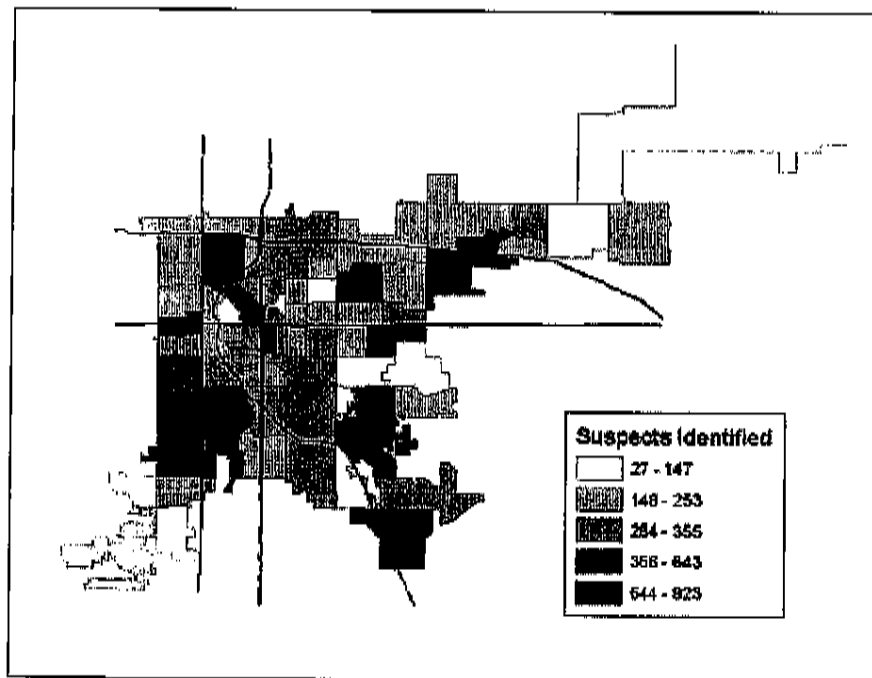 Suspects Identified
27 - 147
148 - 253
254 - 355
356 - 543
544 - 823